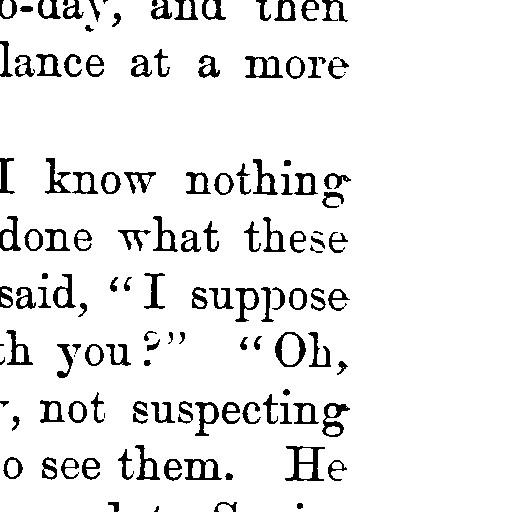 o-day, and then
lance at a more
I know nothing
done what these
said, “I suppose
th you?” “Oh,
, not suspecting
o see them. He